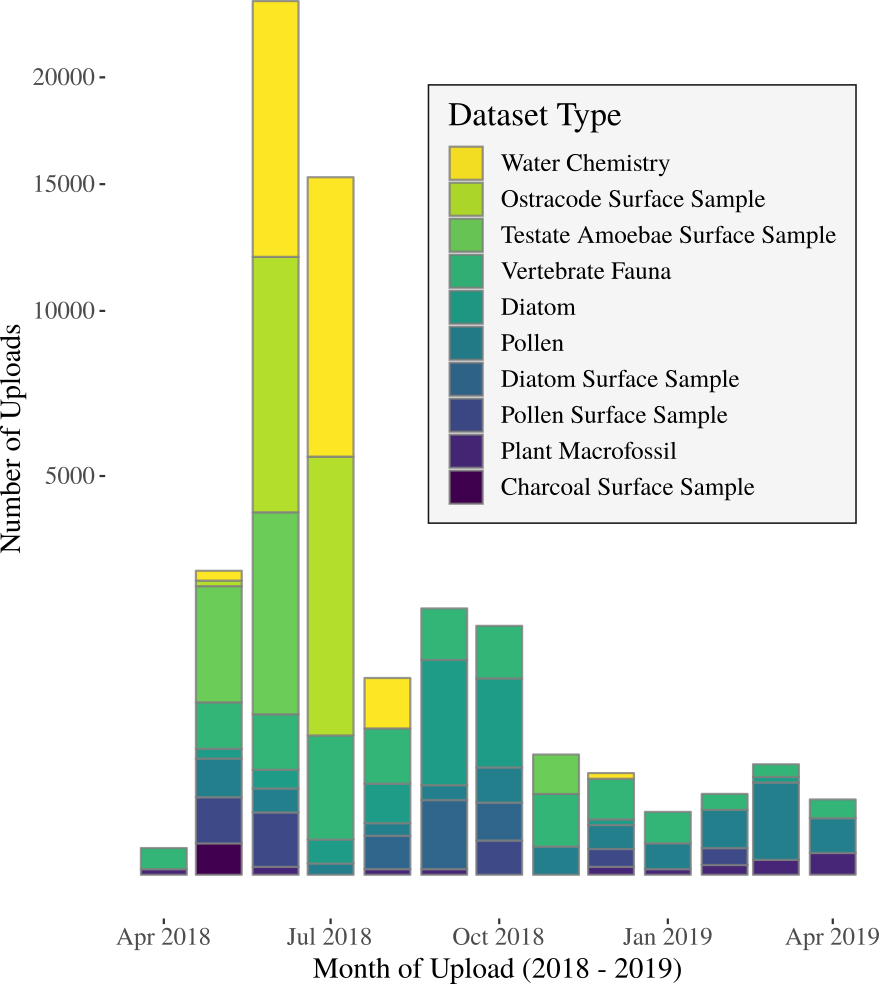 20000
15000
10000
5000
Number of Uploads
Dataset Type
Water Chemistry
Ostracode Surface Sample
Testate Amoebae Surface Sample
Vertebrate Fauna
Diatom
Pollen
Diatom Surface Sample
Pollen Surface Sample
Plant Macrofossil
Charcoal Surface Sample
Apr 2018 Jul 2018 Oct 2018 Jan 2019 Apr 2019
Month of Upload (2018 - 2019)